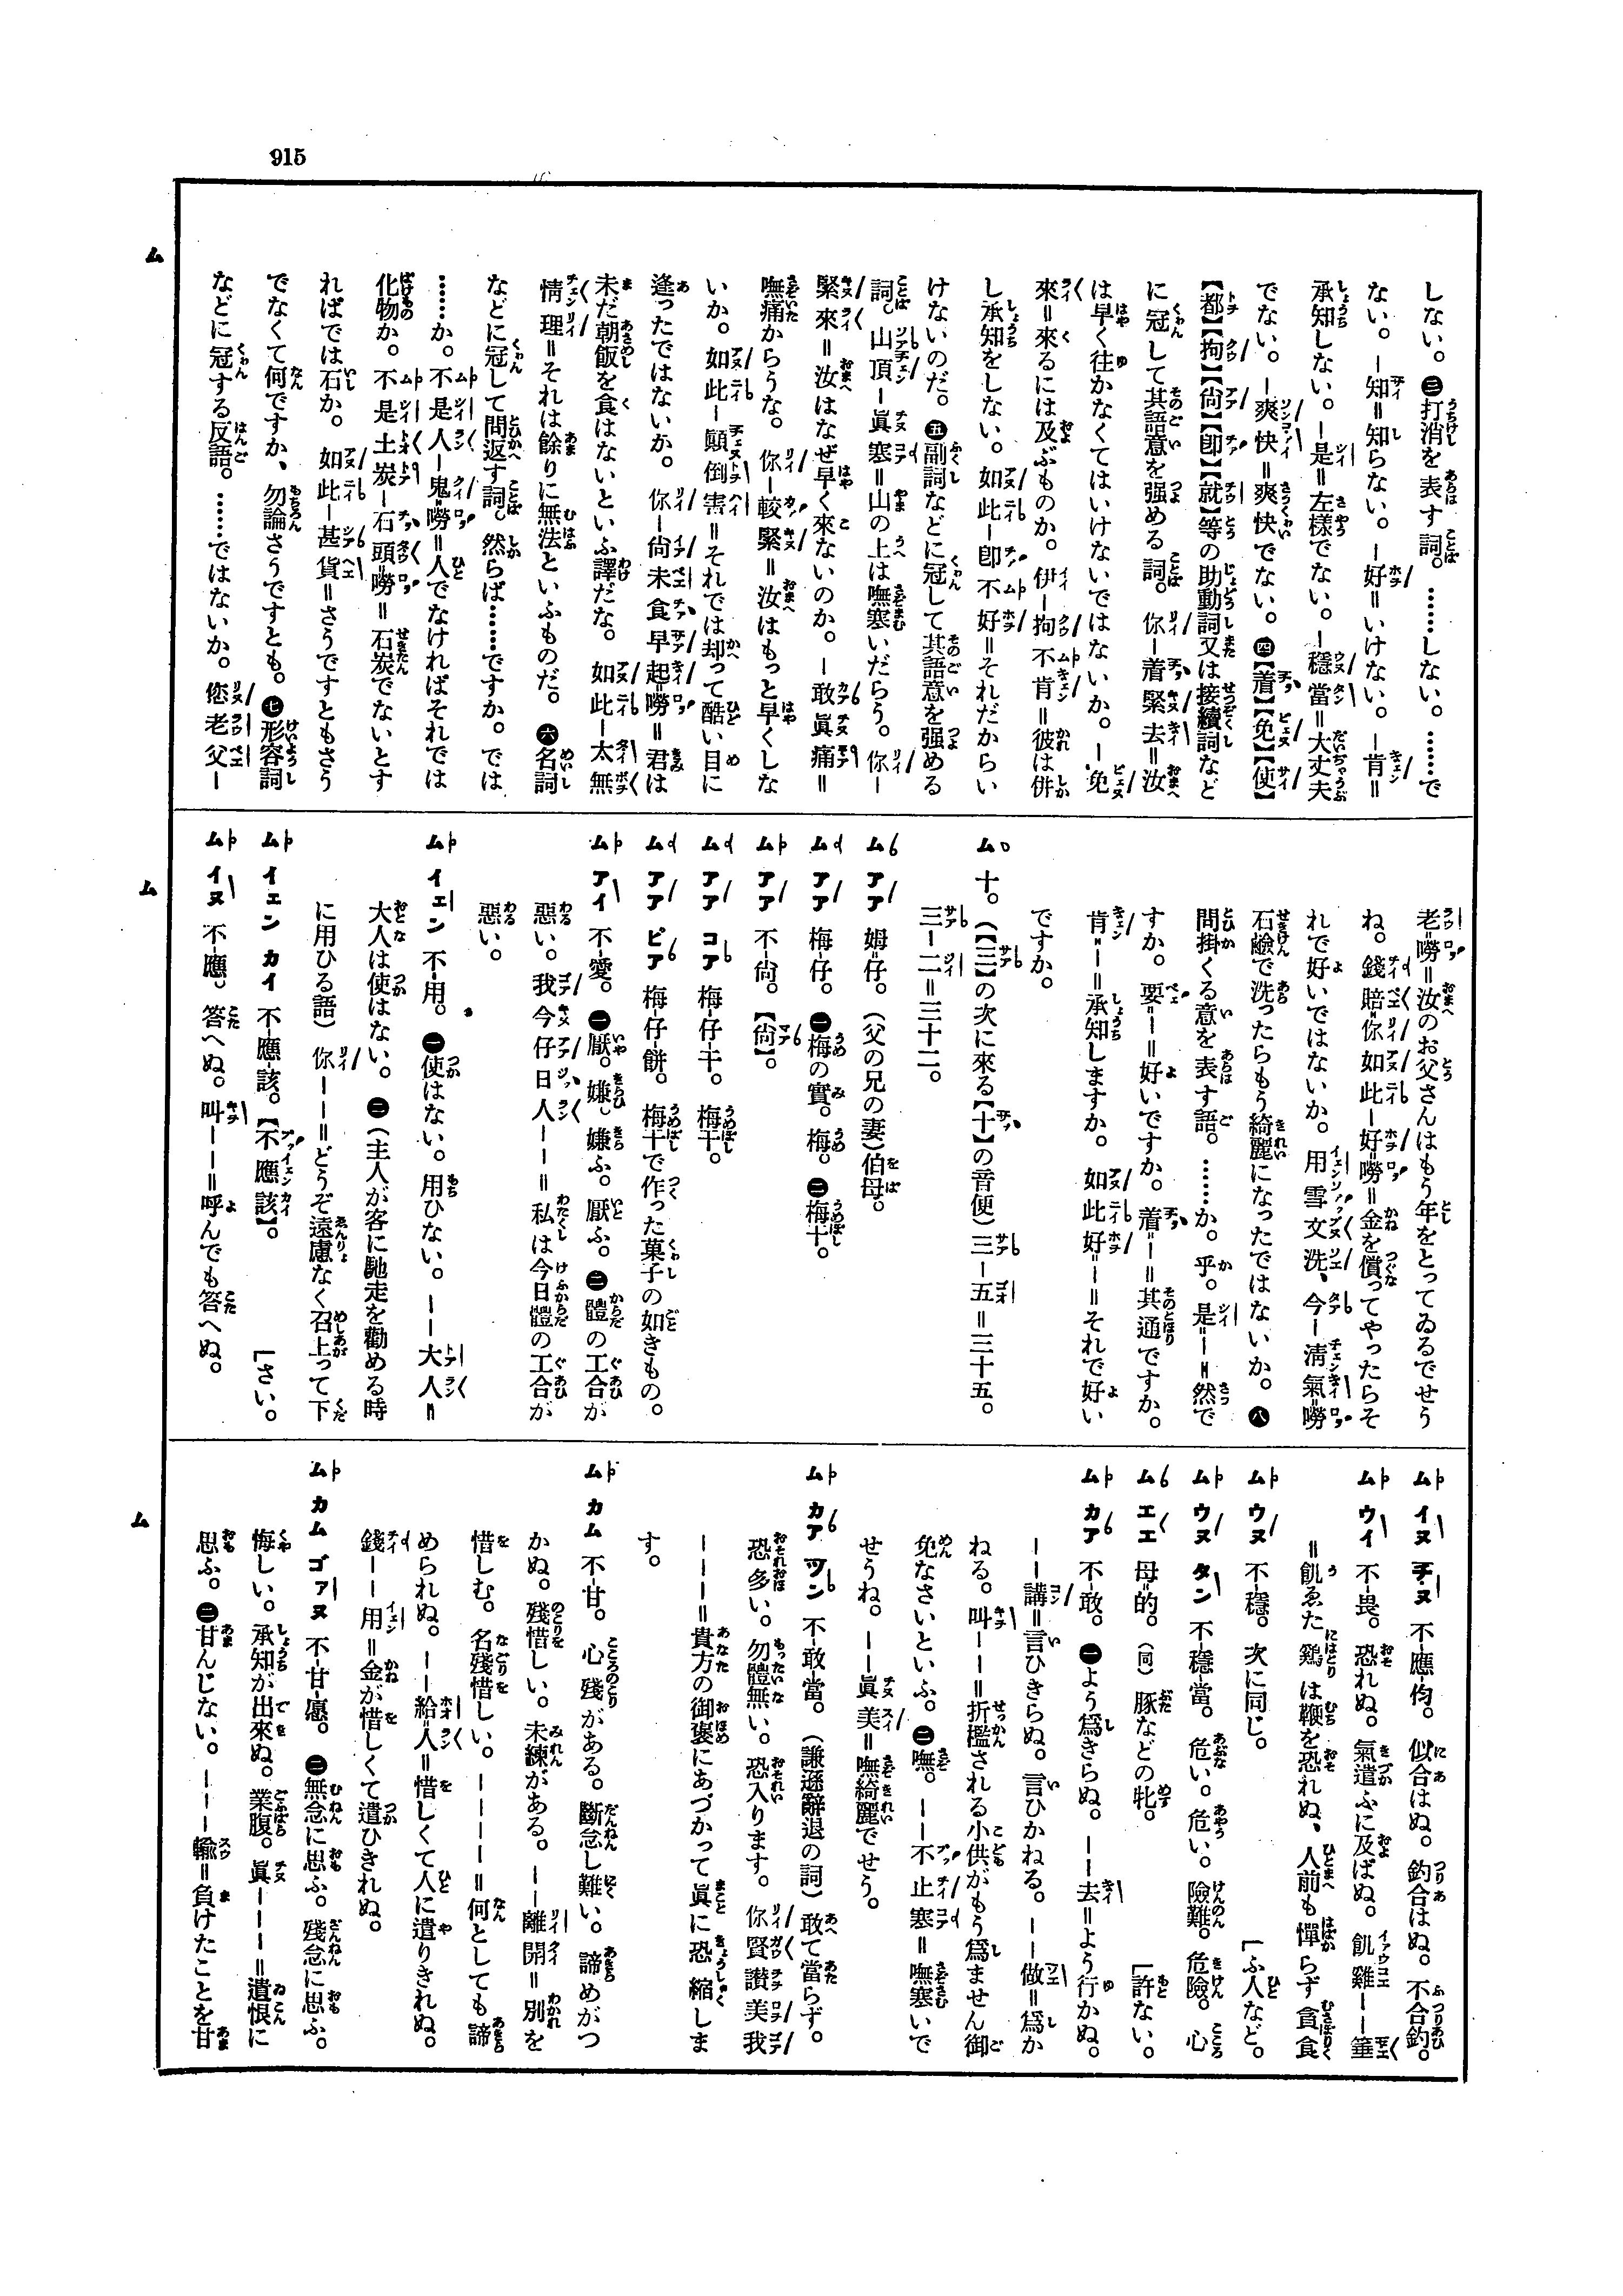 915
しない。㊂打消を表す詞。……しない。……で
ない。－知＝知らない。－好＝いけない。－肯＝
承知しない。－是＝左様でない。－穩當＝大丈夫
でない。－爽快＝爽快でない。㊃【着】【免】【使】
【都】【拘】【尙】【卽】【就】等の助動詞又は接續詞など
に冠して其語意を强める詞。你－着緊去＝汝
は早く往かなくてはいけないではないか。－免
來＝來るには及ぶものか。伊－拘不肯＝彼は併
し承知をしない。如此－卽不好＝それだからい
けないのだ。㊄副詞などに冠して其語意を强める
詞。山頂－眞寒＝山の上は嘸寒いだらう。你－
緊來＝汝はなぜ早く來ないのか。－敢眞痛＝
嘸痛からうな。你－較緊＝汝はもっと早くしな
いか。如此－顚倒害＝それでは却って酷い目に
逢ったではないか。你－尙未食早起嘮＝君は
未だ朝飯を食はないといふ譯だな。如此－太無
情理＝それは餘りに無法といふものだ。㊅名詞
などに冠して問返す詞。然らば……ですか。では
……か。不是人－鬼嘮＝人でなければそれでは
化物か。不是土炭－石頭嘮＝石炭でないとす
ればでは石か。如此－甚貨＝さうですともさう
でなくて何ですか、勿論さうですとも。㊆形容詞
などに冠する反語。……ではないか。您老父－
老嘮＝汝のお父さんはもう年をとってゐるでせう
ね。錢賠你如此－好嘮＝金を償ってやったらそ
れで好いではないか。用雪文洗、今－淸氣嘮＝
石鹼で洗ったらもう綺麗になったではないか。㊇
問掛くる意を表す語。……か。乎。是－＝然で
すか。要－＝好いですか。着－＝其通ですか。
肯－＝承知しますか。如此好－＝それで好い
ですか。
ム 十。（【三】の次に來る【十】の音便）三－五＝三十五。
三－二＝三十二。
ム アア 姆仔。（父の兄の妻）伯母。
ム アア 梅仔。㊀梅の實。梅。㊁梅干。
ム アア 不尙。【尙】。
ム アア コア 梅仔干。梅干。
ム アア ピア 梅仔餅。梅干で作った菓子の如きもの。
ム アイ 不愛。㊀厭。嫌。嫌ふ。厭ふ。㊁體の工合が
惡い。我今仔日人－－＝私は今日體の工合が
惡い。
ム イェン 不用。㊀使はない。用ひない。－－大人＝
大人は使はない。㊁（主人が客に馳走を勸める時
に用ひる語）你－－＝どうぞ遠慮なく召上って下
［さい。
ム イェン カイ 不應該。【不應該】。
ム イヌ 不應。答へぬ。叫－－＝呼んでも答へぬ。
ム イヌ チヌ 不應㑺。似合はぬ。釣合はぬ。不合釣。
ム ウイ 不畏。恐れぬ。氣遣ふに及ばぬ。飢雞－－箠
＝飢ゑた鷄は鞭を恐れぬ、人前も憚らず貪食
［ふ人など。
ム ウヌ 不穩。次に同じ。
ム ウヌ タン 不穩當。危い。危い。險難。危險。心
［許ない。
ム エエ 母的。（同）豚などの牝。
ム カア 不敢。㊀よう爲きらぬ。－－去＝よう行かぬ。
－－講＝言ひきらぬ。言ひかねる。－－做＝爲か
ねる。叫－－＝折檻される小供がもう爲ません御
免なさいといふ。㊁嘸。－－不止寒＝嘸寒いで
せうね。－－眞美＝嘸綺麗でせう。
ム カア ツン 不敢當。（謙遜辭退の詞）敢て當らず。
恐多い。勿體無い。恐入ります。你賢讚美我
－－－＝貴方の御褒にあづかって眞に恐縮しま
す。
ム カム 不甘。心殘がある。斷念し難い。諦めがつ
かぬ。殘惜しい。未練がある。－－離開＝別を
惜しむ。名殘惜しい。－－－－＝何としても諦
められぬ。－－給人＝惜しくて人に遣りきれぬ。
錢－－用＝金が惜しくて遣ひきれぬ。
ム カム ゴァヌ 不甘愿。㊀無念に思ふ。殘念に思ふ。
悔しい。承知が出來ぬ。業腹。眞－－－＝遺恨に
思ふ。㊁甘んじない。－－－輸＝負けたことを甘
ム
ム
ム